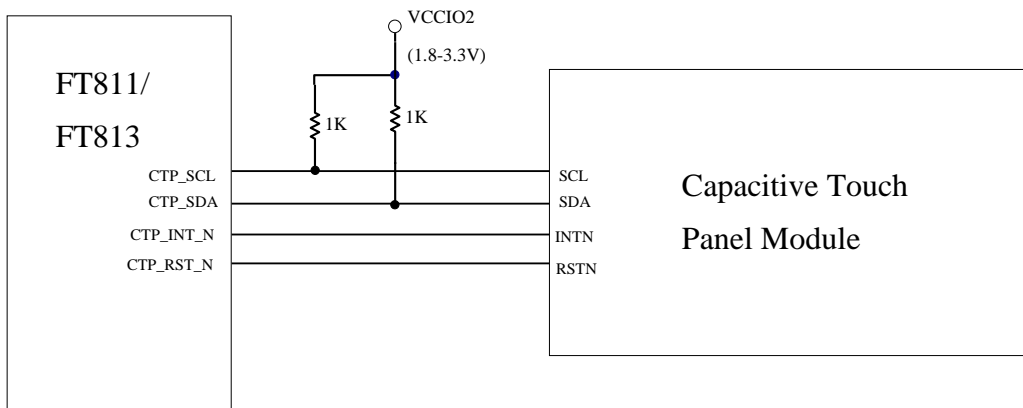 VCCIO2
(1.8-3.3V)
FT811/
FT813
1K
1K
CTP_SCL
CTP_SDA
CTP_INT_N
CTP_RST_N
SCL
SDA
INTN
RSTN
Capacitive Touch
Panel Module